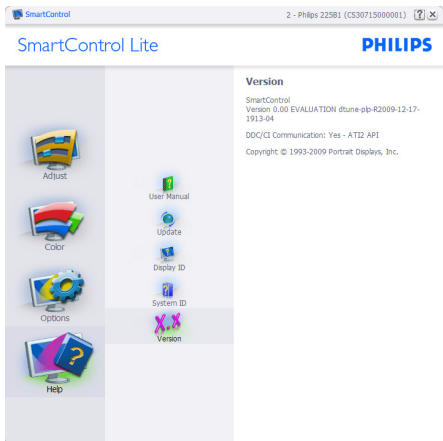 SmartControl
2 - Philips 225B1 (CS30715000001)
SmartControl Lite
PHILIPS
Version
SmartControl
Version 0.00 EVALUATION dtune-plp-R2009-12-17-
1913-04
DDC/CI Communication: Yes - ATI2 API
Copyright © 1993-2009 Portrait Displays, Inc.
Adjust
Color
Options
Help
User Manual
Update
Display ID
System ID
X.X
Version